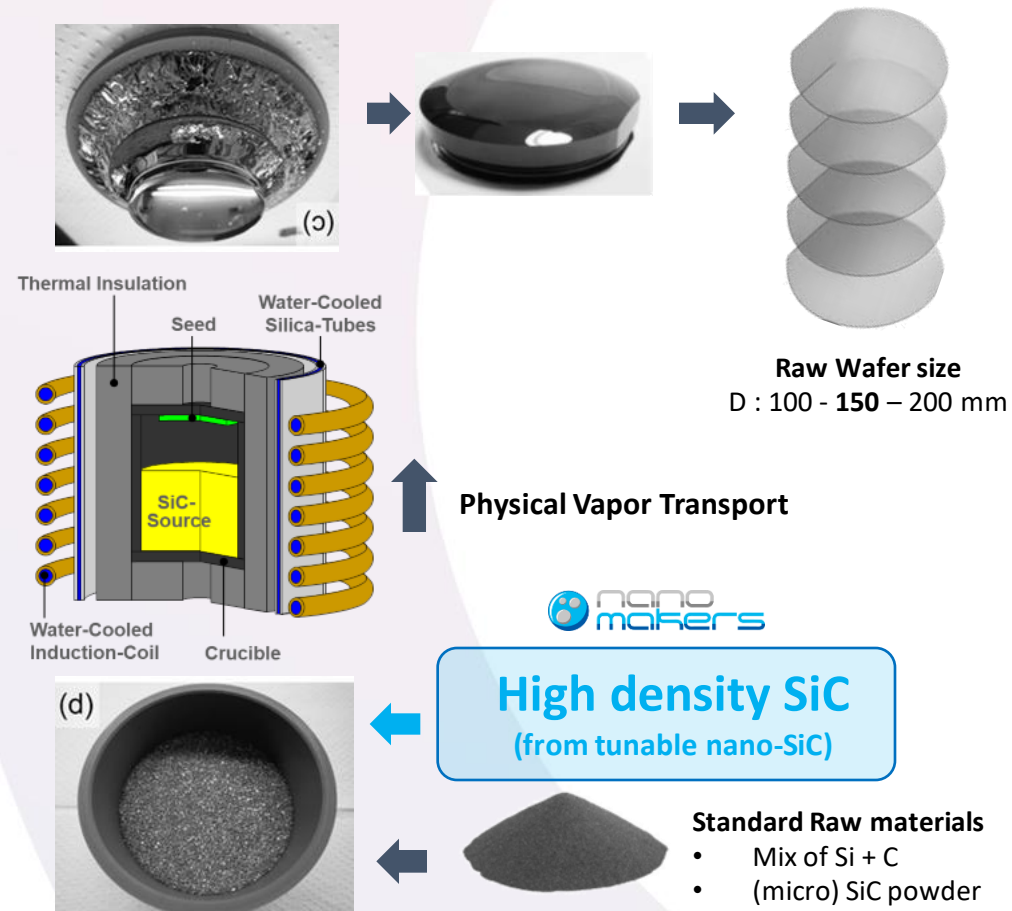 (ɔ)
Thermal Insulation
Seed
Water-Cooled
Silica-Tubes
SiC-
Source
Water-Cooled
Induction-Coil
Crucible
Raw Wafer size
D : 100 - 150 – 200 mm
Physical Vapor Transport
nano
makers
High density SiC
(from tunable nano-SiC)
(d)
Standard Raw materials
• Mix of Si + C
• (micro) SiC powder